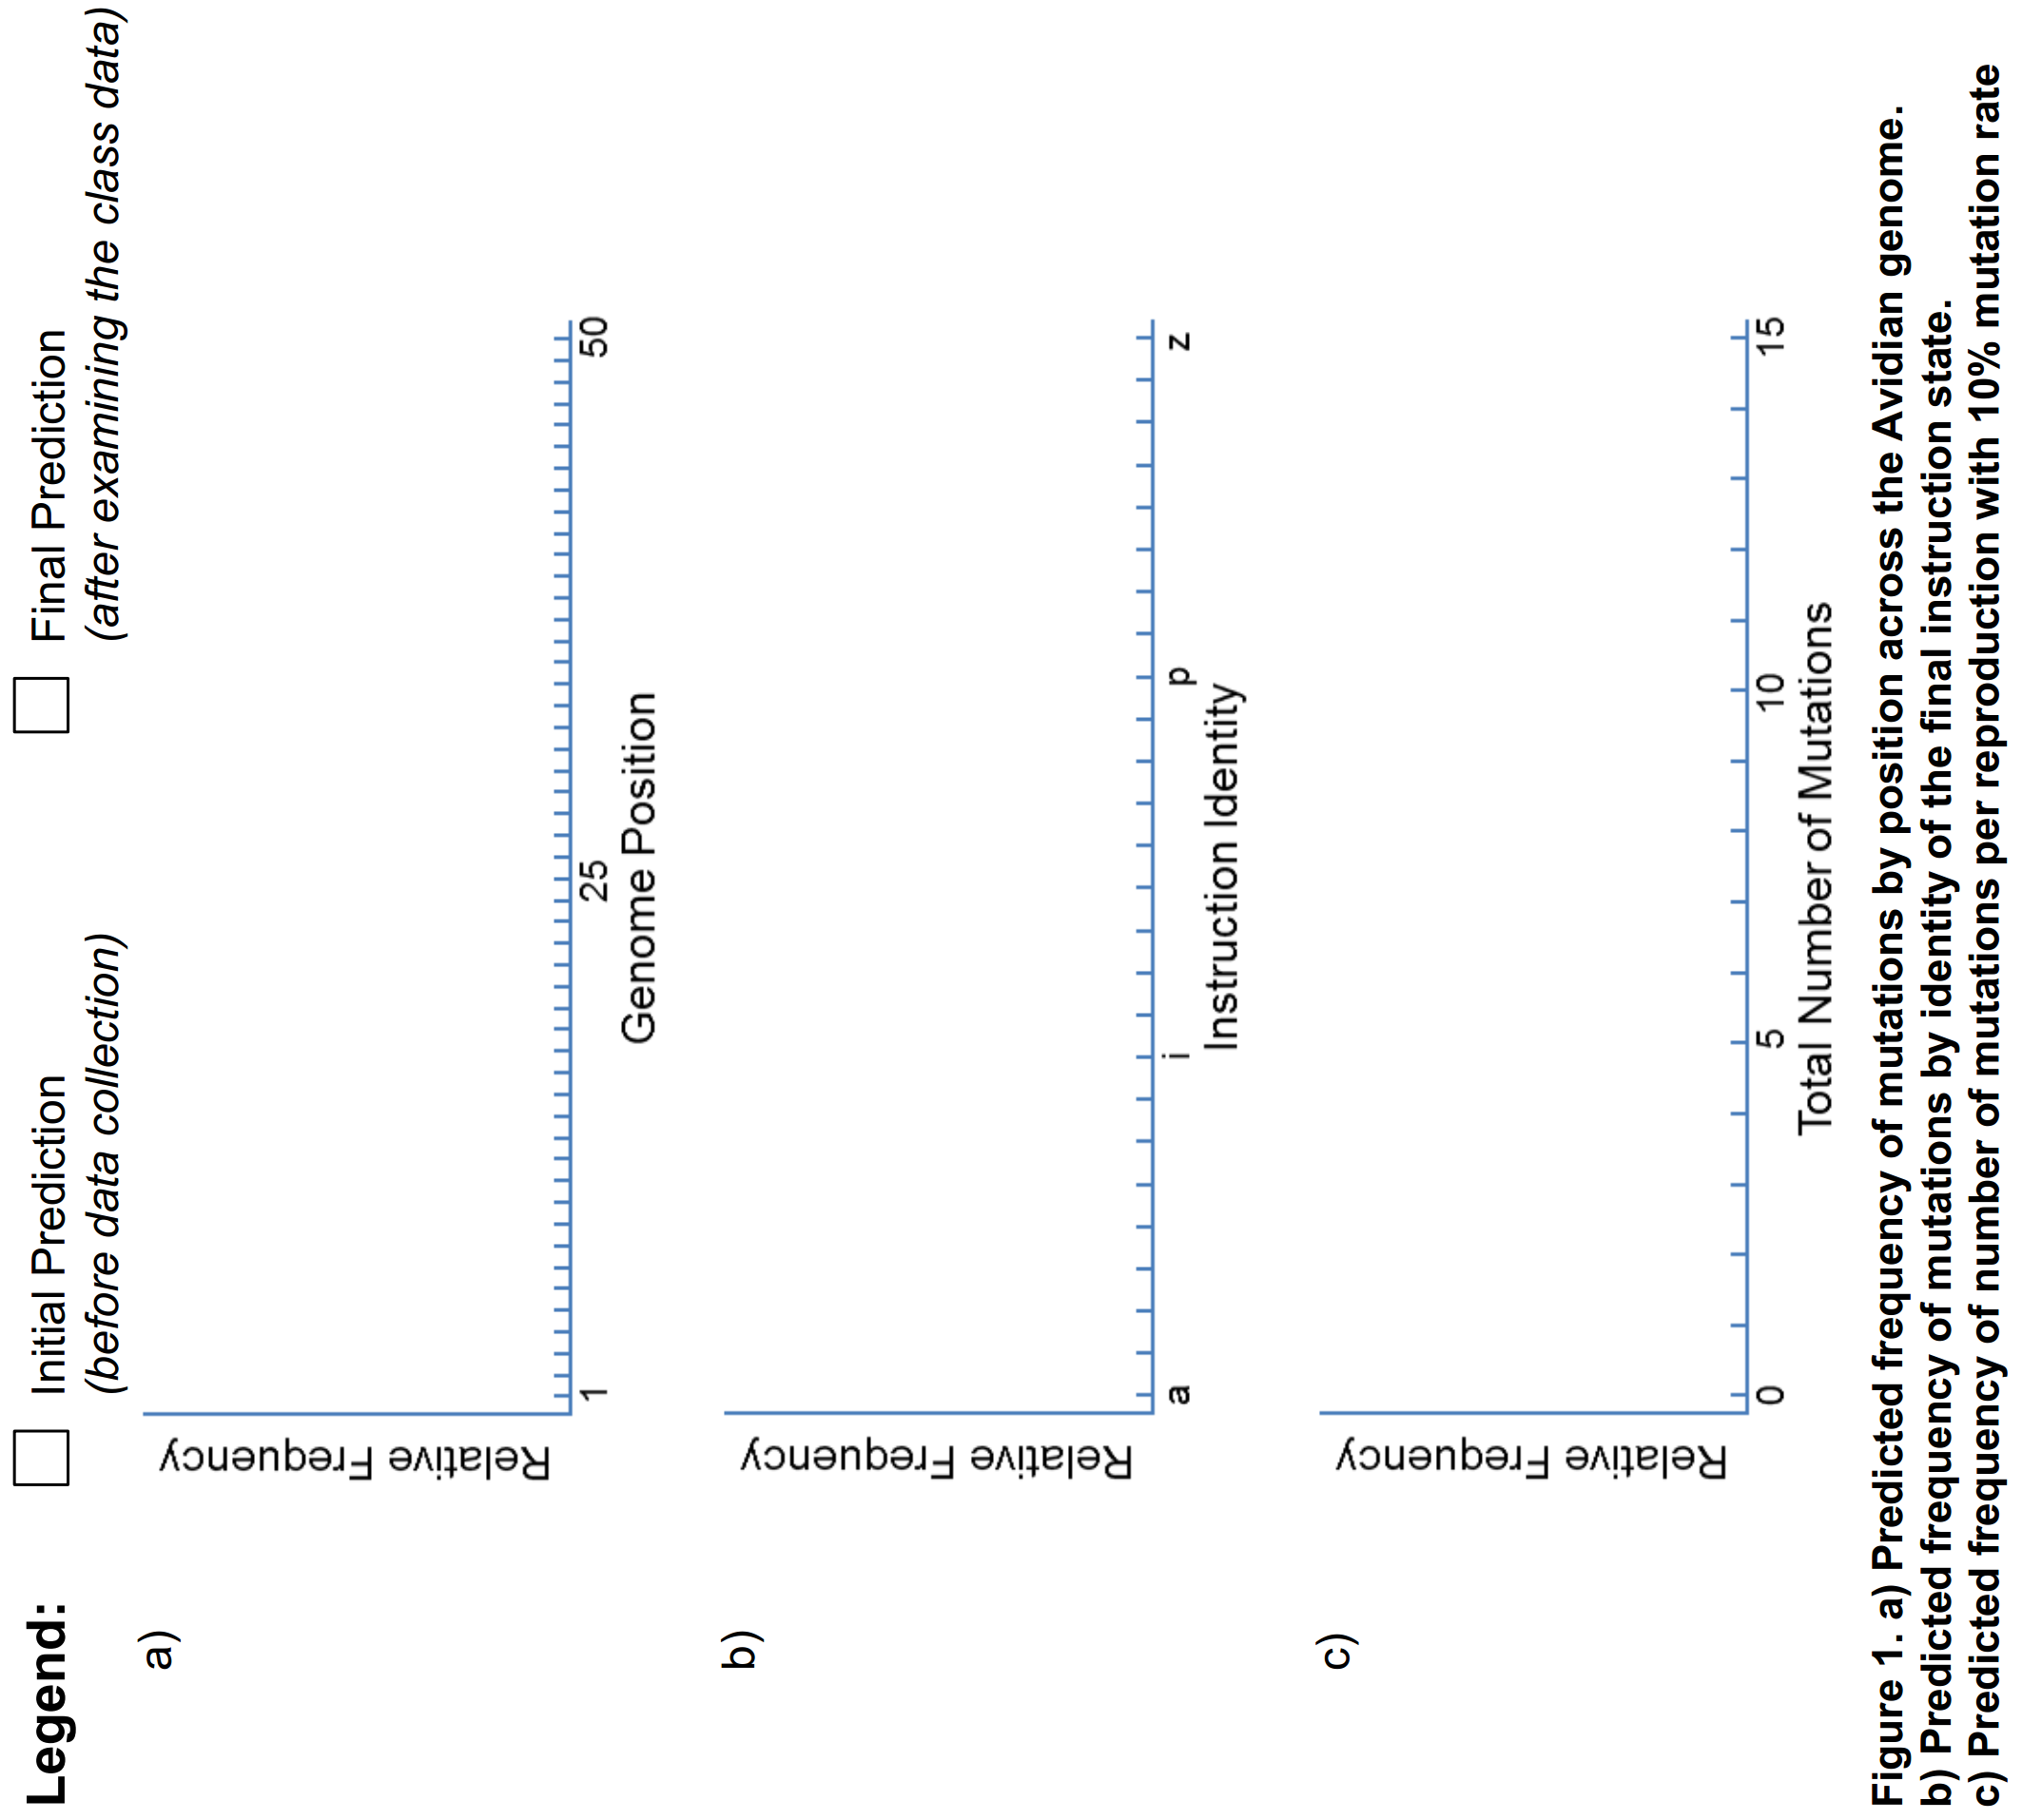 Legend:
Initial Prediction
(before data collection)
Final Prediction
(after examining the class data)
a)
Relative Frequency
1
25
50
Genome Position
b)
Relative Frequency
a
i
p
z
Instruction Identity
c)
Relative Frequency
0
5
10
15
Total Number of Mutations
Figure 1. a) Predicted frequency of mutations by position across the Avidian genome.
b) Predicted frequency of mutations by identity of the final instruction state.
c) Predicted frequency of number of mutations per reproduction with 10% mutation rate